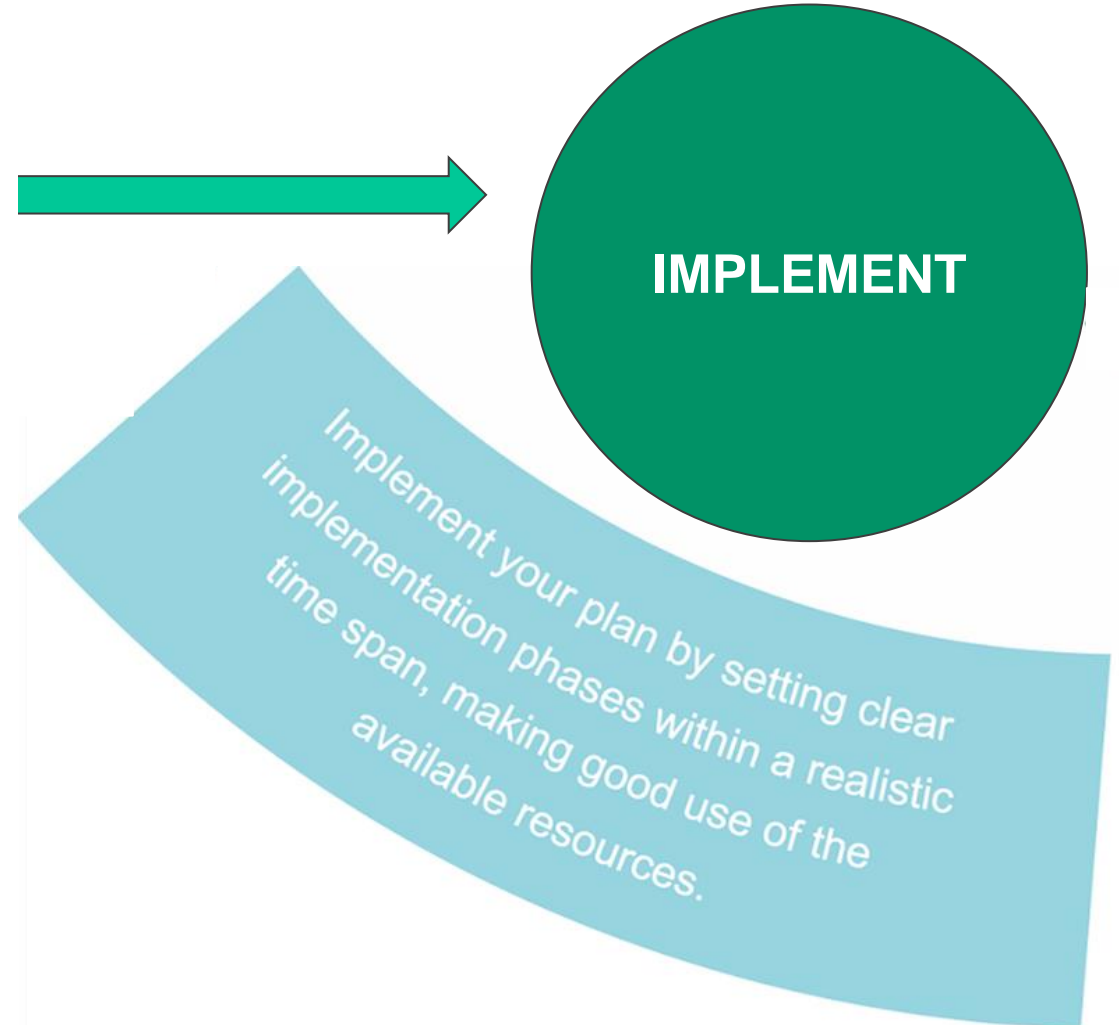 IMPLEMENT
Implement your plan by setting clear
implementation phases within a realistic
time span, making good use of the
available resources.